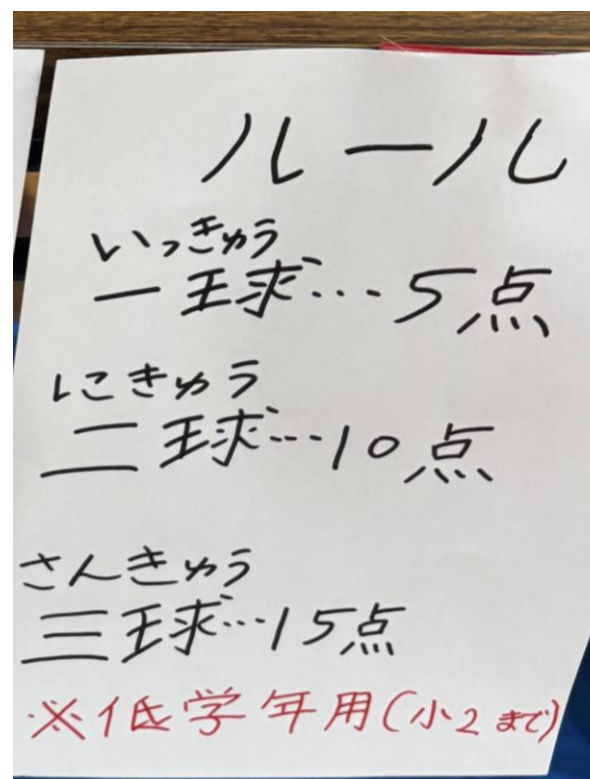 ルール
いっきゅう
一球…5点
にきゅう
二球…10点
さんきゅう
三球…15点
※低学年用(小2まで)